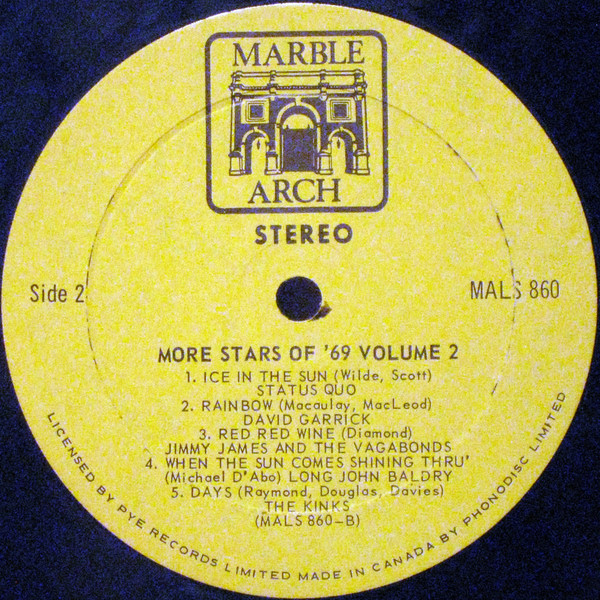 MARBLE
ARCH
STEREO
Side 2
MALS 860
MORE STARS OF '69 VOLUME 2
1. ICE IN THE SUN (Wilde, Scott)
STATUS QUO
2. RAINBOW (Macaulay, MacLeod)
DAVID GARRICK
3. RED RED WINE (Diamond)
JIMMY JAMES AND THE VAGABONDS
4. WHEN THE SUN COMES SHINING THRU'
(Michael D'Abo) LONG JOHN BALDRY
5. DAYS (Raymond, Douglas, Davies)
THE KINKS
(MALS 860-B)
LICENSED BY PYE RECORDS LIMITED MADE IN CANADA BY PHONODISC LIMITED